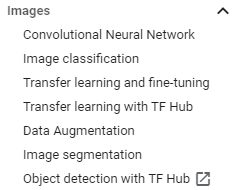 Images
Convolutional Neural Network
Image classification
Transfer learning and fine-tuning
Transfer learning with TF Hub
Data Augmentation
Image segmentation
Object detection with TF Hub